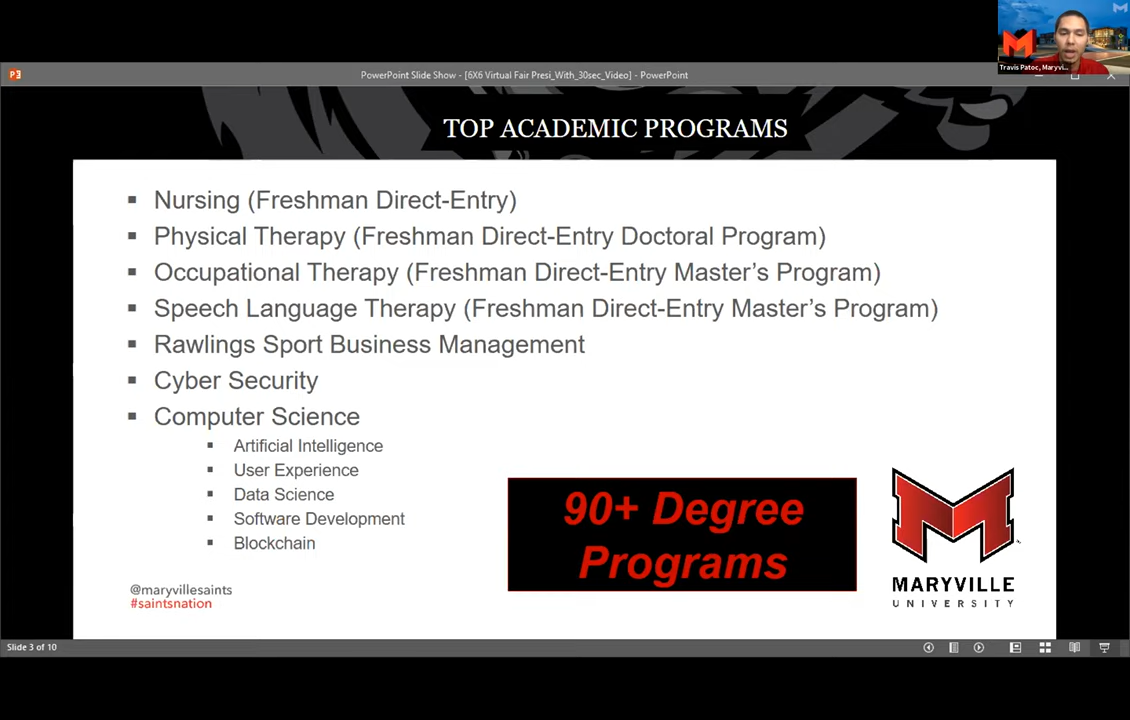 Travis Patoc, Maryvi...
PowerPoint Slide Show - [6X6 Virtual Fair Presi_With_30sec_Video] - PowerPoint
TOP ACADEMIC PROGRAMS
Nursing (Freshman Direct-Entry)
Physical Therapy (Freshman Direct-Entry Doctoral Program)
Occupational Therapy (Freshman Direct-Entry Master's Program)
Speech Language Therapy (Freshman Direct-Entry Master's Program)
Rawlings Sport Business Management
Cyber Security
Computer Science
Artificial Intelligence
User Experience
Data Science
Software Development
Blockchain
90+ Degree
Programs
M
MARYVILLE
UNIVERSITY
@maryvillesaints
#saintsnation
Slide 3 of 10